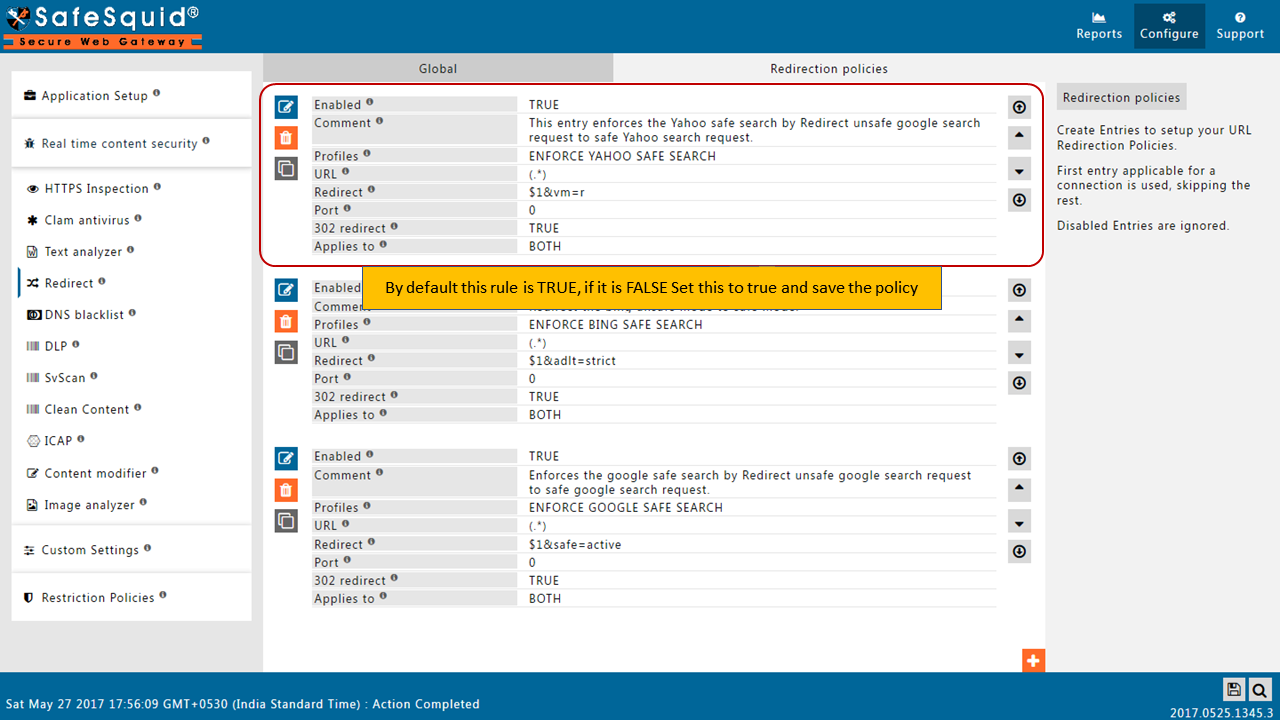 SafeSquid®
Secure Web Gateway
Reports
Configure
Support
Application Setup
Real time content security
HTTPS Inspection
Clam antivirus
Text analyzer
Redirect
DNS blacklist
DLP
SvScan
Clean Content
ICAP
Content modifier
Image analyzer
Custom Settings
Restriction Policies
Global
Redirection policies
Enabled TRUE
Comment This entry enforces the Yahoo safe search by Redirect unsafe google search
request to safe Yahoo search request.
Profiles ENFORCE YAHOO SAFE SEARCH
URL (.*)
Redirect $1&vm=r
Port 0
302 redirect TRUE
Applies to BOTH
By default this rule is TRUE, if it is FALSE Set this to true and save the policy
Enabled
Comment
Profiles ENFORCE BING SAFE SEARCH
URL (.*)
Redirect $1&adlt=strict
Port 0
302 redirect TRUE
Applies to BOTH
Enabled TRUE
Comment Enforces the google safe search by Redirect unsafe google search request
to safe google search request.
Profiles ENFORCE GOOGLE SAFE SEARCH
URL (.*)
Redirect $1&safe=active
Port 0
302 redirect TRUE
Applies to BOTH
Redirection policies
Create Entries to setup your URL
Redirection Policies.
First entry applicable for a
connection is used, skipping the
rest.
Disabled Entries are ignored.
Sat May 27 2017 17:56:09 GMT+0530 (India Standard Time) : Action Completed
2017.0525.1345.3